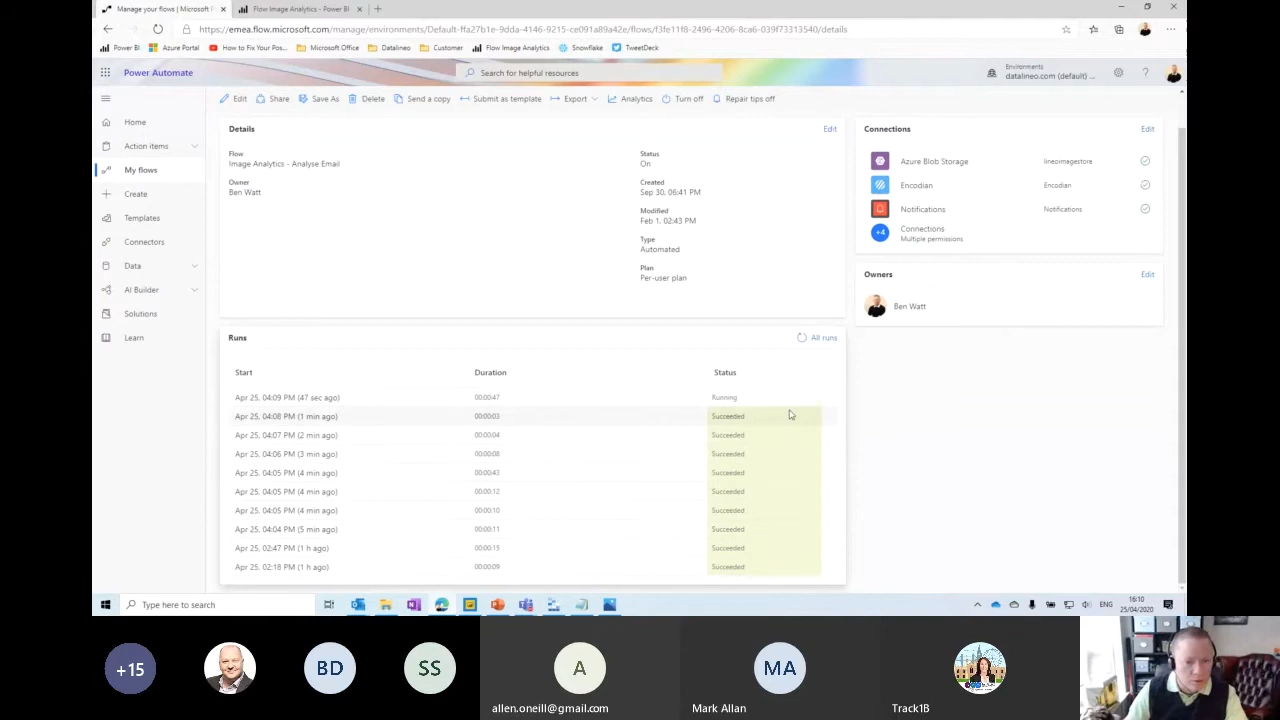 Manage your flows | Microsoft P
Flow Image Analytics - Power BI
https://emea.flow.microsoft.com/manage/environments/Default-ffa27b1e-9dda-4146-9215-ce091a89a42e/flows/f3fe11f8-2496-4206-8ca6-039f73313540/details
Power BI
Azure Portal
How to Fix Your Pos...
Microsoft Office
Datalineo
Customer
Flow Image Analytics
Snowflake
TweetDeck
Power Automate
Search for helpful resources
Environments
datalineo.com (default) ...
Edit
Share
Save As
Delete
Send a copy
Submit as template
Export
Analytics
Turn off
Repair tips off
Home
Action items
My flows
Create
Templates
Connectors
Data
AI Builder
Solutions
Learn
Details
Edit
Flow
Image Analytics - Analyse Email
Owner
Ben Watt
Status
On
Created
Sep 30, 06:41 PM
Modified
Feb 1, 02:43 PM
Type
Automated
Plan
Per-user plan
Connections
Edit
Azure Blob Storage lineoimagestore
Encodian Encodian
Notifications Notifications
+4
Connections
Multiple permissions
Owners
Edit
Ben Watt
Runs
All runs
Start Duration Status
Apr 25, 04:09 PM (47 sec ago) 00:00:47 Running
Apr 25, 04:08 PM (1 min ago) 00:00:03 Succeeded
Apr 25, 04:07 PM (2 min ago) 00:00:04 Succeeded
Apr 25, 04:06 PM (3 min ago) 00:00:08 Succeeded
Apr 25, 04:05 PM (4 min ago) 00:00:43 Succeeded
Apr 25, 04:05 PM (4 min ago) 00:00:12 Succeeded
Apr 25, 04:05 PM (4 min ago) 00:00:10 Succeeded
Apr 25, 04:04 PM (5 min ago) 00:00:11 Succeeded
Apr 25, 02:47 PM (1 h ago) 00:00:15 Succeeded
Apr 25, 02:18 PM (1 h ago) 00:00:09 Succeeded
Type here to search
ENG
16:10
25/04/2020
+15
BD
SS
A
MA
allen.oneill@gmail.com
Mark Allan
Track1B